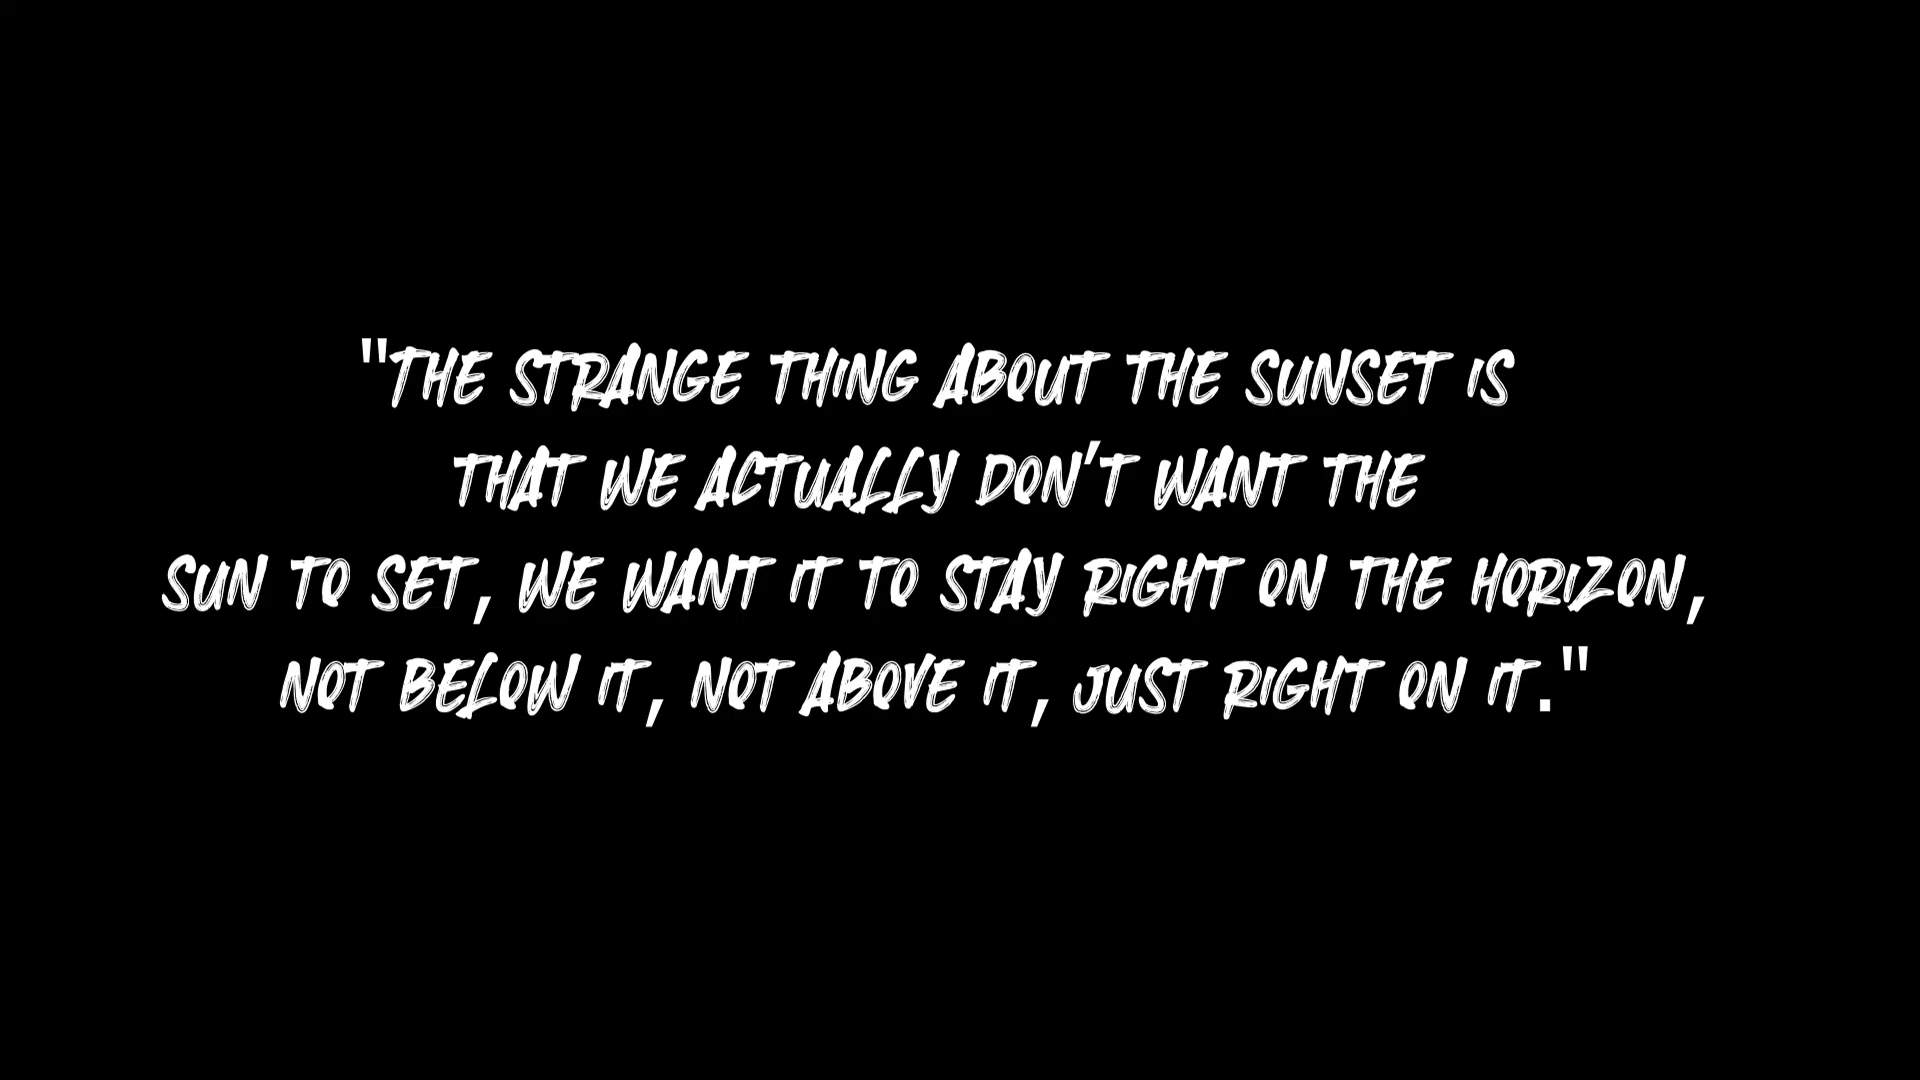 "THE STRANGE THING ABOUT THE SUNSET IS
THAT WE ACTUALLY DON'T WANT THE
SUN TO SET, WE WANT IT TO STAY RIGHT ON THE HORIZON,
NOT BELOW IT, NOT ABOVE IT, JUST RIGHT ON IT."